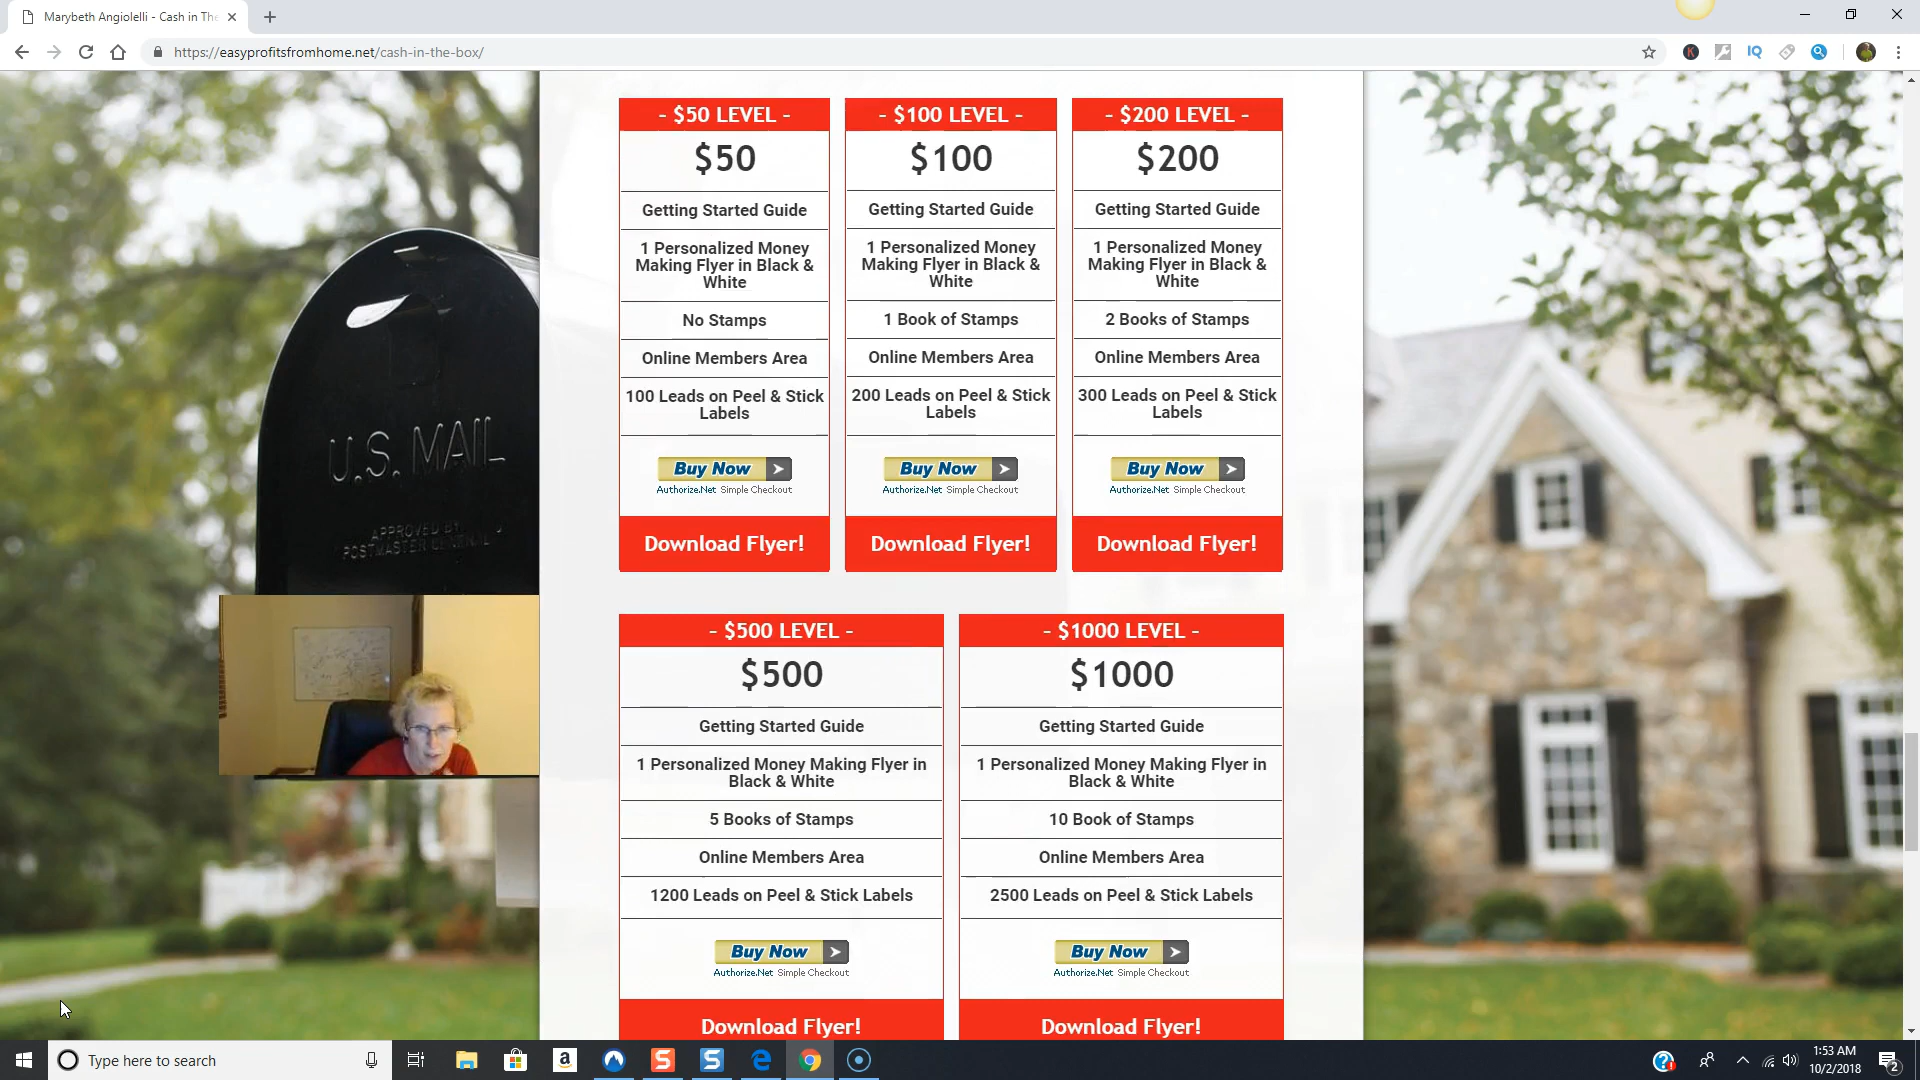 Marybeth Angiolelli - Cash in The
https://easyprofitsfromhome.net/cash-in-the-box/
K
IQ
- $50 LEVEL -
$50
Getting Started Guide
1 Personalized Money
Making Flyer in Black &
White
No Stamps
Online Members Area
100 Leads on Peel & Stick
Labels
Buy Now
Authorize.Net Simple Checkout
Download Flyer!
- $100 LEVEL -
$100
Getting Started Guide
1 Personalized Money
Making Flyer in Black &
White
1 Book of Stamps
Online Members Area
200 Leads on Peel & Stick
Labels
Buy Now
Authorize.Net Simple Checkout
Download Flyer!
- $200 LEVEL -
$200
Getting Started Guide
1 Personalized Money
Making Flyer in Black &
White
2 Books of Stamps
Online Members Area
300 Leads on Peel & Stick
Labels
Buy Now
Authorize.Net Simple Checkout
Download Flyer!
U.S. MAIL
APPROVED BY
POSTMASTER GENERAL
- $500 LEVEL -
$500
Getting Started Guide
1 Personalized Money Making Flyer in
Black & White
5 Books of Stamps
Online Members Area
1200 Leads on Peel & Stick Labels
Buy Now
Authorize.Net Simple Checkout
Download Flyer!
- $1000 LEVEL -
$1000
Getting Started Guide
1 Personalized Money Making Flyer in
Black & White
10 Book of Stamps
Online Members Area
2500 Leads on Peel & Stick Labels
Buy Now
Authorize.Net Simple Checkout
Download Flyer!
Type here to search
a
S
S
1:53 AM
10/2/2018
2